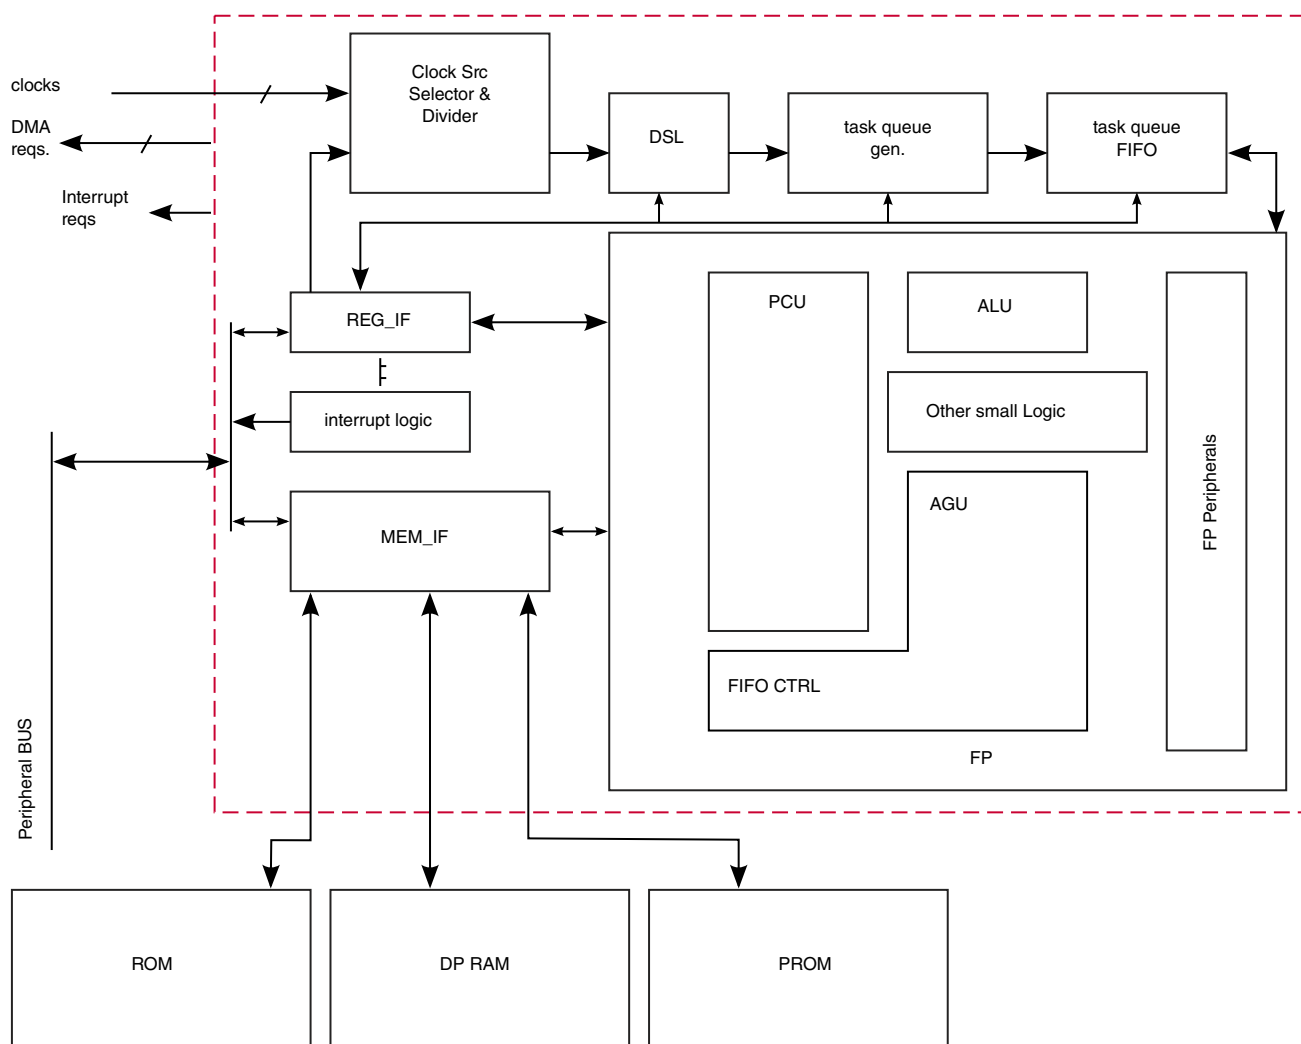 clocks
DMA
reqs.
Interrupt
reqs
Clock Src
Selector &
Divider
DSL
task queue
gen.
task queue
FIFO
REG_IF
interrupt logic
MEM_IF
PCU
ALU
Other small Logic
AGU
FIFO CTRL
FP
FP Peripherals
Peripheral BUS
ROM
DP RAM
PROM